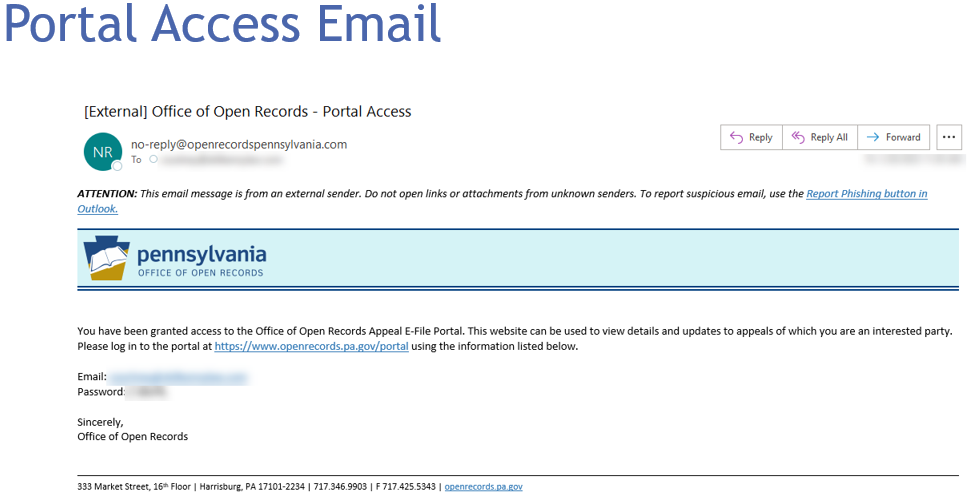 Portal Access Email
[External] Office of Open Records - Portal Access
NR
no-reply@openrecordspennsylvania.com
To
Reply
Reply All
Forward
ATTENTION: This email message is from an external sender. Do not open links or attachments from unknown senders. To report suspicious email, use the Report Phishing button in
Outlook.
pennsylvania
OFFICE OF OPEN RECORDS
You have been granted access to the Office of Open Records Appeal E-File Portal. This website can be used to view details and updates to appeals of which you are an interested party.
Please log in to the portal at https://www.openrecords.pa.gov/portal using the information listed below.
Email:
Password:
Sincerely,
Office of Open Records
333 Market Street, 16th Floor | Harrisburg, PA 17101-2234 | 717.346.9903 | F 717.425.5343 | openrecords.pa.gov